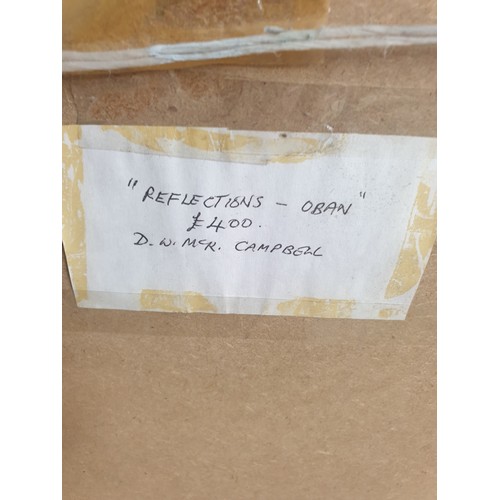 "REFLECTIONS - OBAN"
£400.
D.W. McR. CAMPBELL